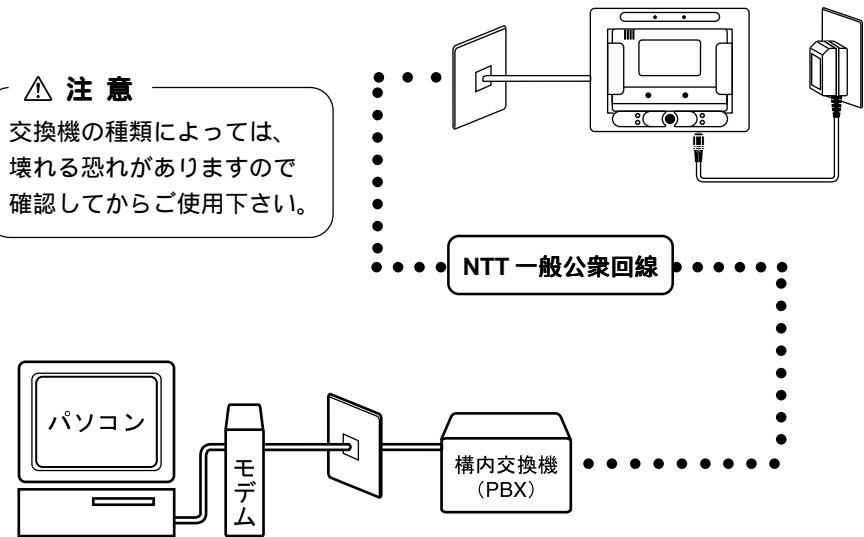 ⚠ 注 意
交換機の種類によっては、
壊れる恐れがありますので
確認してからご使用下さい。
NTT 一般公衆回線
パソコン
モデム
構内交換機
（PBX）